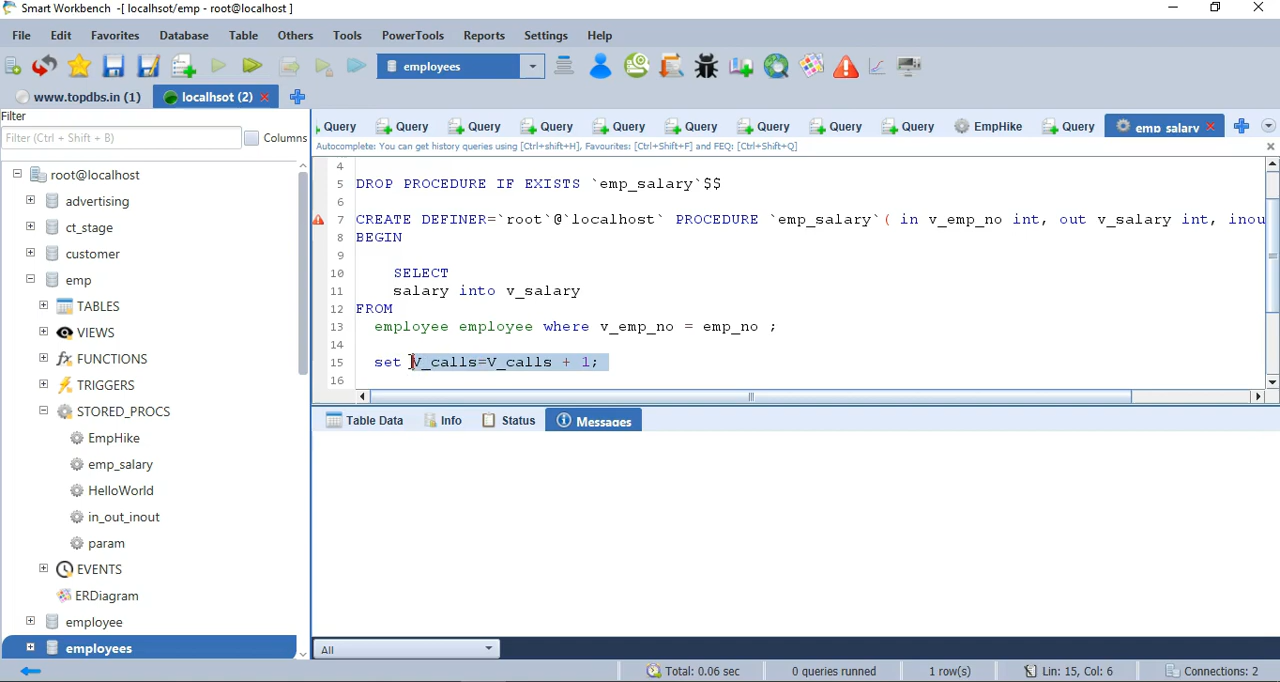 Smart Workbench -[ localhsot/emp - root@localhost ]
File Edit Favorites Database Table Others Tools PowerTools Reports Settings Help
employees
www.topdbs.in (1) localhsot (2)
Filter
Filter (Ctrl + Shift + B) Columns
root@localhost
advertising
ct_stage
customer
emp
TABLES
VIEWS
FUNCTIONS
TRIGGERS
STORED_PROCS
EmpHike
emp_salary
HelloWorld
in_out_inout
param
EVENTS
ERDiagram
employee
employees
Query Query Query Query Query Query Query Query Query EmpHike Query emp_salary
Autocomplete: You can get history queries using [Ctrl+shift+H], Favourites: [Ctrl+Shift+F] and FEQ: [Ctrl+Shift+Q]
4
5 DROP PROCEDURE IF EXISTS `emp_salary`$$
6
7 CREATE DEFINER=`root`@`localhost` PROCEDURE `emp_salary`( in v_emp_no int, out v_salary int, inou
8 BEGIN
9
10 SELECT
11 salary into v_salary
12 FROM
13 employee employee where v_emp_no = emp_no ;
14
15 set V_calls=V_calls + 1;
16
Table Data Info Status Messages
All
Total: 0.06 sec 0 queries runned 1 row(s) Lin: 15, Col: 6 Connections: 2